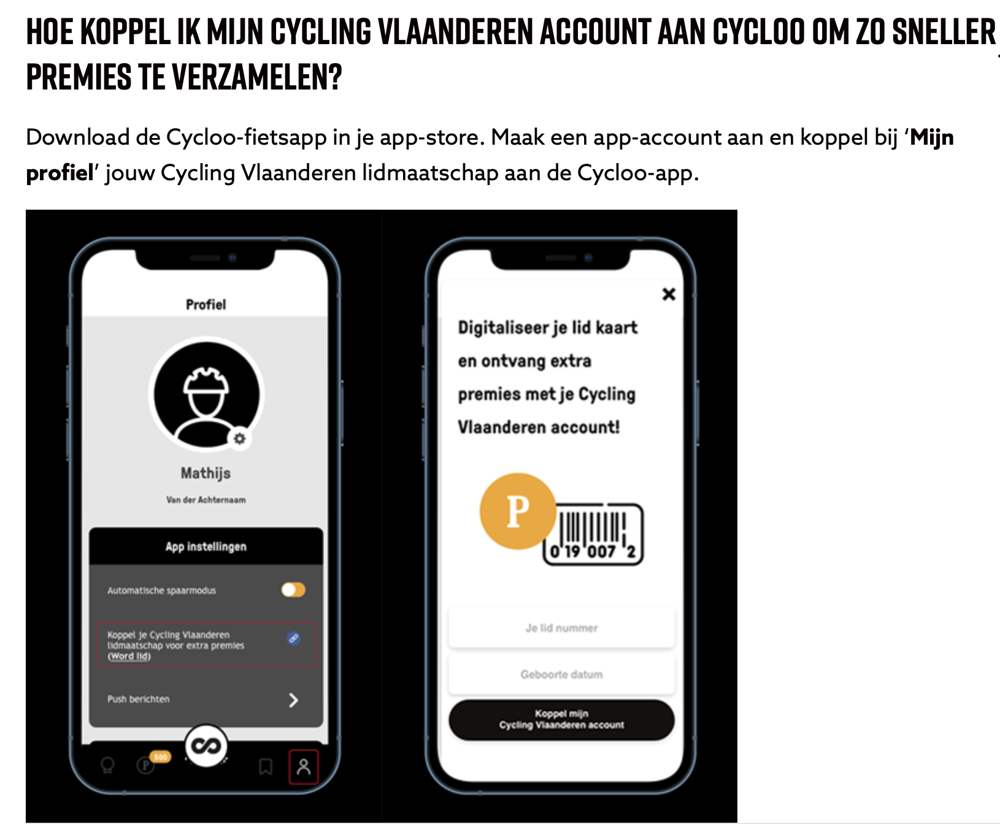 HOE KOPPEL IK MIJN CYCLING VLAANDEREN ACCOUNT AAN CYCLOO OM ZO SNELLER
PREMIES TE VERZAMELEN?
Download de Cycloo-fietsapp in je app-store. Maak een app-account aan en koppel bij ‘Mijn
profiel’ jouw Cycling Vlaanderen lidmaatschap aan de Cycloo-app.
Profiel
Mathijs
Van der Achternaam
App instellingen
Automatische spaarmodus
Koppel je Cycling Vlaanderen
lidmaatschap voor extra premies
(Word lid)
Push berichten
P
500
Digitaliseer je lid kaart
en ontvang extra
premies met je Cycling
Vlaanderen account!
P
0 19 007 2
Je lid nummer
Geboorte datum
Koppel mijn
Cycling Vlaanderen account